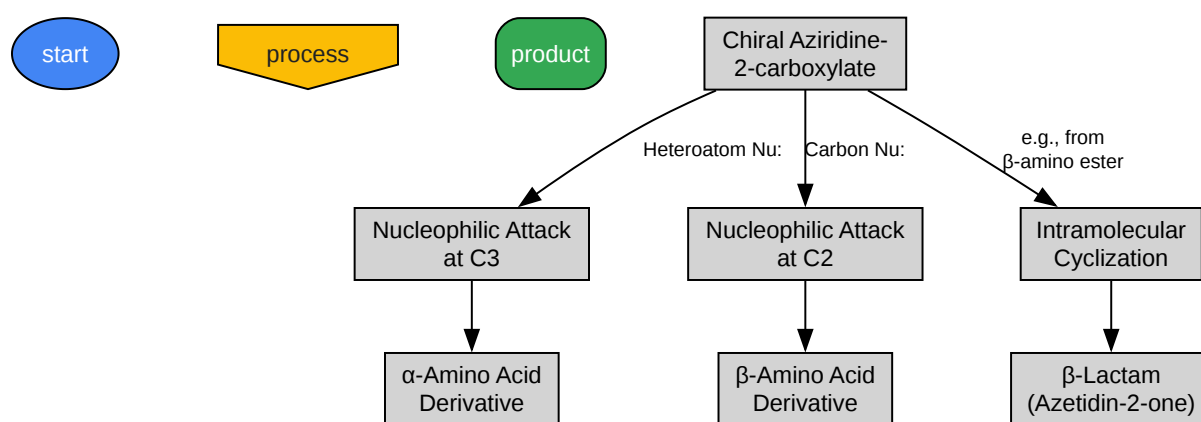 start
process
product
Chiral Aziridine-
2-carboxylate
Heteroatom Nu:
Carbon Nu:
e.g., from
β-amino ester
Nucleophilic Attack
at C3
Nucleophilic Attack
at C2
Intramolecular
Cyclization
α-Amino Acid
Derivative
β-Amino Acid
Derivative
β-Lactam
(Azetidin-2-one)